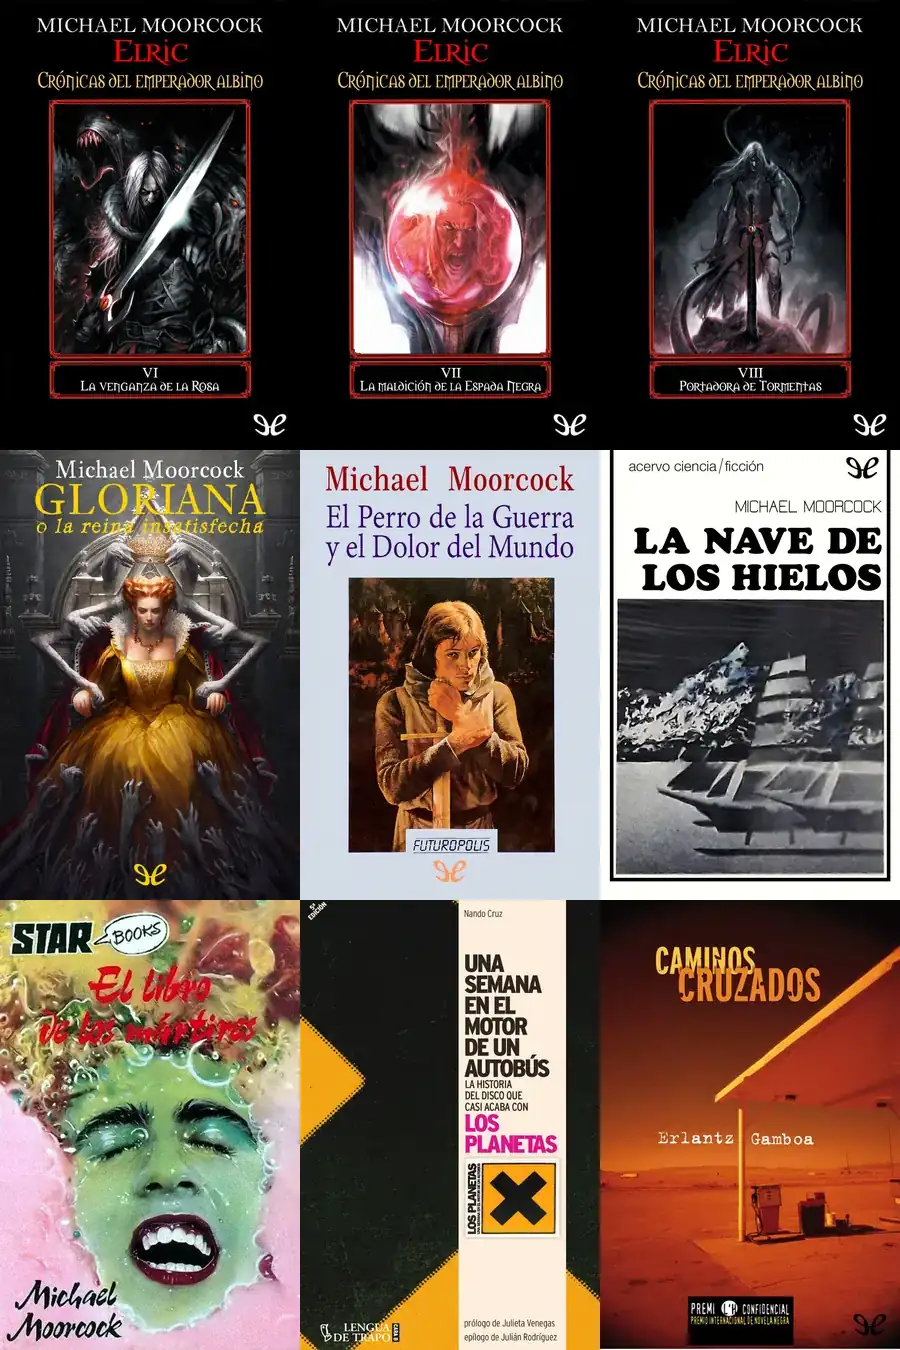 MICHAEL MOORCOCK
ELRIC
CRÓNICAS DEL EMPERADOR ALBINO
VI
LA VENGANZA DE LA ROSA
MICHAEL MOORCOCK
ELRIC
CRÓNICAS DEL EMPERADOR ALBINO
VII
LA MALDICIÓN DE LA ESPADA NEGRA
MICHAEL MOORCOCK
ELRIC
CRÓNICAS DEL EMPERADOR ALBINO
VIII
PORTADORA DE TORMENTAS
Michael Moorcock
GLORIANA
o la reina insatisfecha
Michael Moorcock
El Perro de la Guerra
y el Dolor del Mundo
FUTUROPOLIS
acervo ciencia/ficción
MICHAEL MOORCOCK
LA NAVE DE
LOS HIELOS
STAR BOOKS
El libro
de los mártires
Michael
Moorcock
5ª EDICIÓN
Nando Cruz
UNA
SEMANA
EN EL
MOTOR
DE UN
AUTOBÚS
LA HISTORIA
DEL DISCO QUE
CASI ACABA CON
LOS
PLANETAS
LOS PLANETAS
LENGUA
DE TRAPO
CARA B
prólogo de Julieta Venegas
epílogo de Julián Rodríguez
CAMINOS
CRUZADOS
Erlantz Gamboa
PREMI CONFIDENCIAL
PREMIO INTERNACIONAL DE NOVELA NEGRA